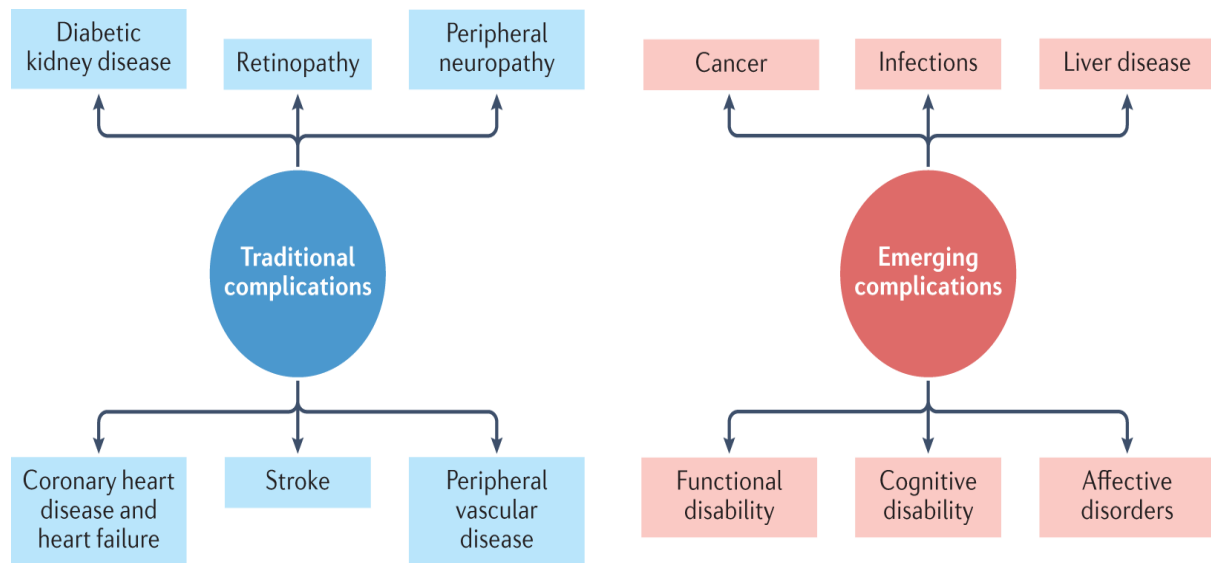 Diabetic
kidney disease
Retinopathy
Peripheral
neuropathy
Traditional
complications
Coronary heart
disease and
heart failure
Stroke
Peripheral
vascular
disease
Cancer
Infections
Liver disease
Emerging
complications
Functional
disability
Cognitive
disability
Affective
disorders